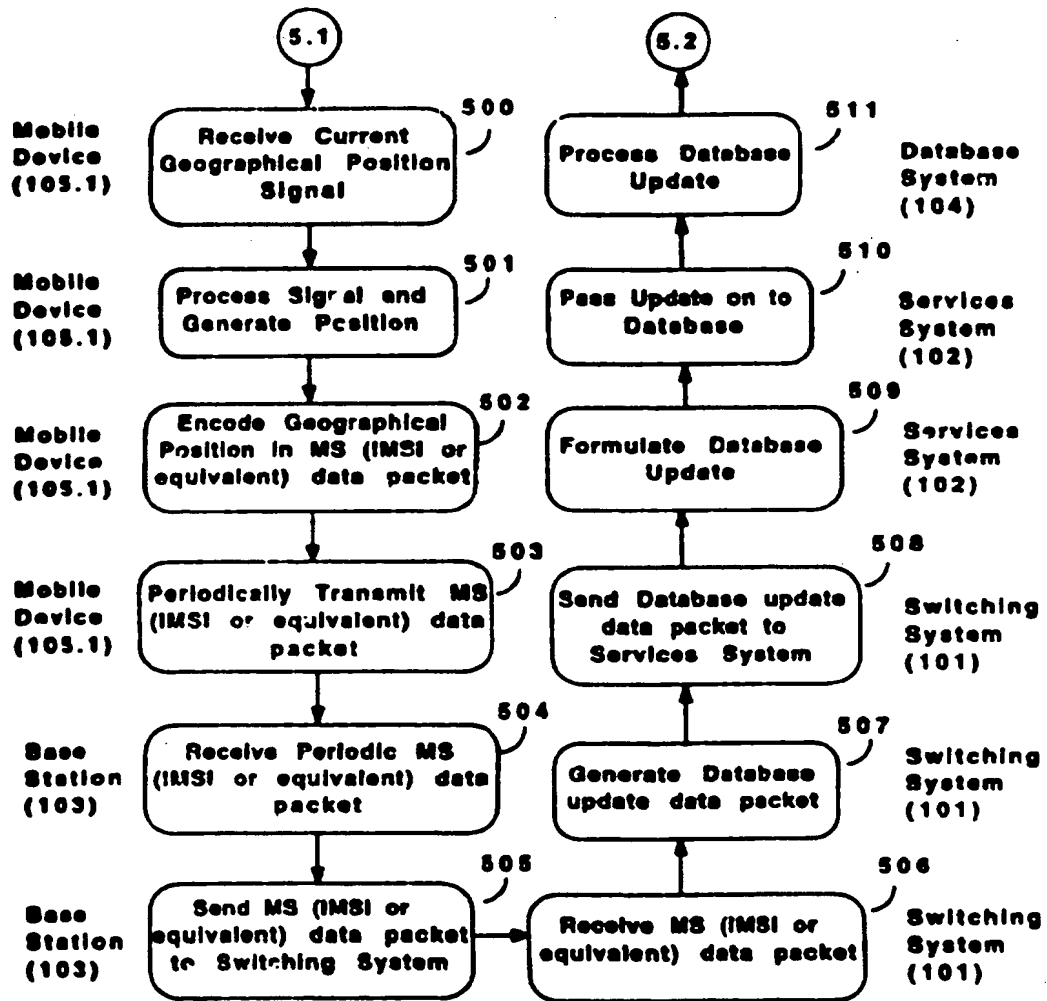 5.1
Mobile
Device
(105.1)
500
Receive Current
Geographical Position
Signal
Mobile
Device
(105.1)
501
Process Signal and
Generate Position
Mobile
Device
(105.1)
502
Encode Geographical
Position in MS (IMSI or
equivalent) data packet
Mobile
Device
(105.1)
503
Periodically Transmit MS
(IMSI or equivalent) data
packet
Base
Station
(103)
504
Receive Periodic MS
(IMSI or equivalent) data
packet
Base
Station
(103)
505
Send MS (IMSI or
equivalent) data packet
to Switching System
506
Receive MS (IMSI or
equivalent) data packet
Switching
System
(101)
507
Generate Database
update data packet
Switching
System
(101)
508
Send Database update
data packet to
Services System
Switching
System
(101)
509
Formulate Database
Update
Services
System
(102)
510
Pass Update on to
Database
Services
System
(102)
511
Process Database
Update
Database
System
(104)
5.2